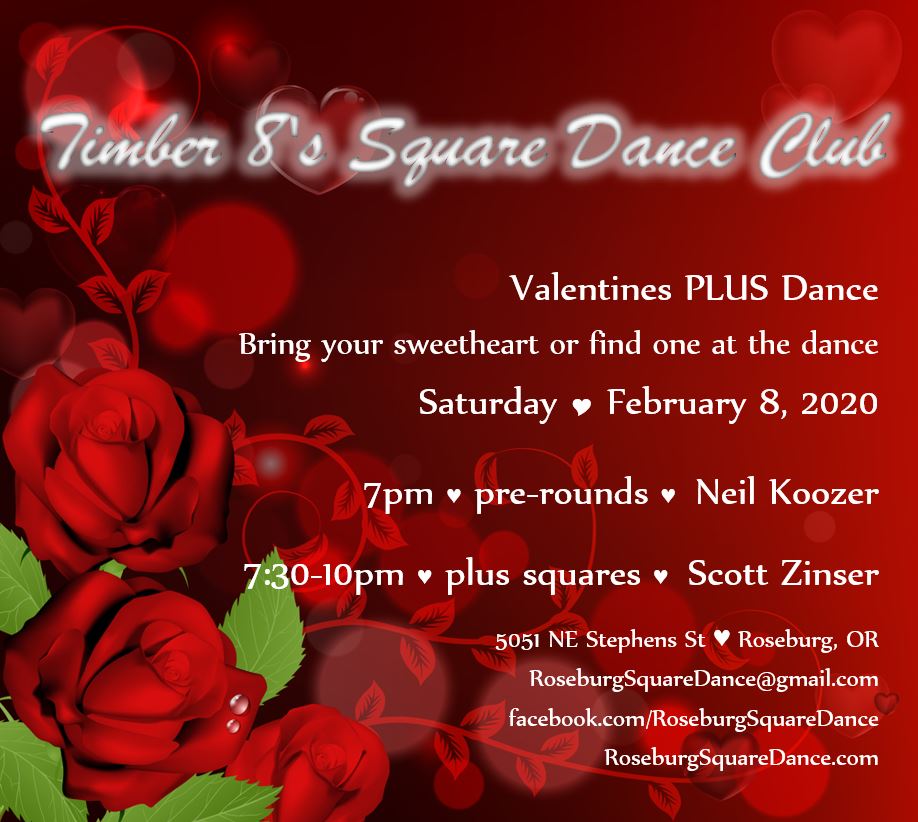 Timber 8's Square Dance Club
Valentines PLUS Dance
Bring your sweetheart or find one at the dance
Saturday ♥ February 8, 2020
7pm ♥ pre-rounds ♥ Neil Koozer
7:30-10pm ♥ plus squares ♥ Scott Zinser
5051 NE Stephens St ♥ Roseburg, OR
RoseburgSquareDance@gmail.com
facebook.com/RoseburgSquareDance
RoseburgSquareDance.com